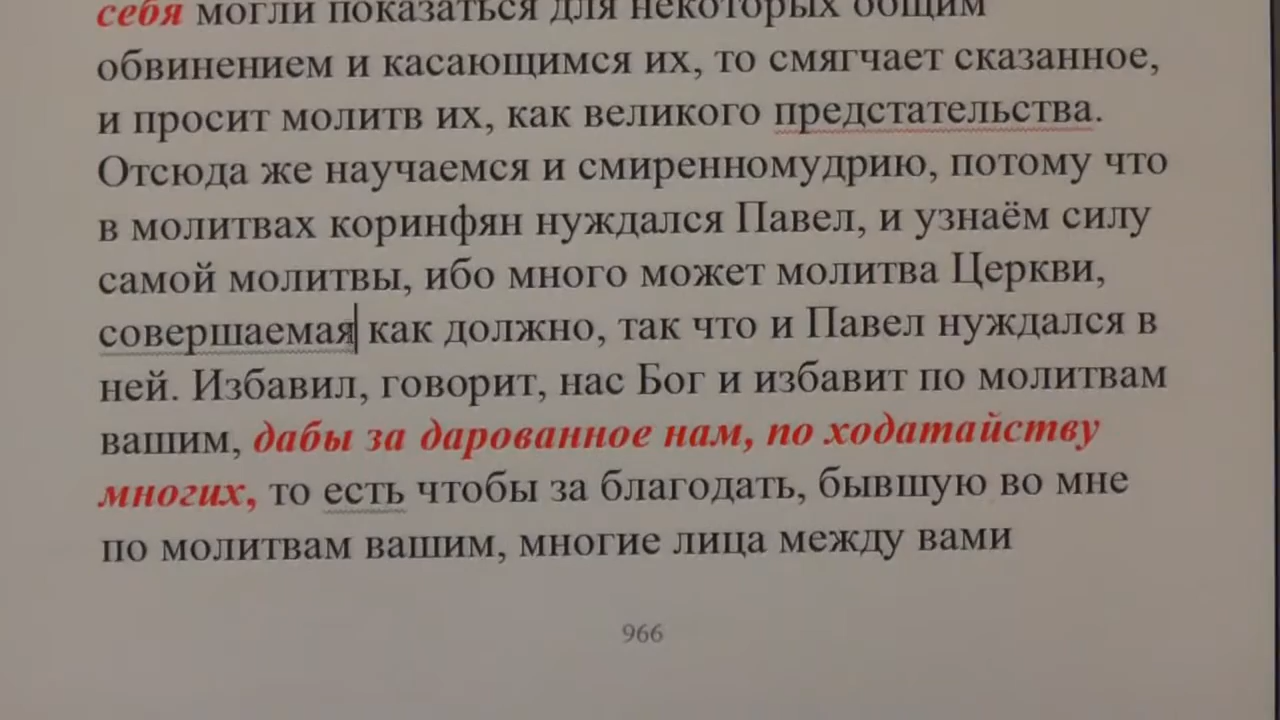 себя могли показаться для некоторых общим
обвинением и касающимся их, то смягчает сказанное,
и просит молитв их, как великого предстательства.
Отсюда же научаемся и смиренномудрию, потому что
в молитвах коринфян нуждался Павел, и узнаём силу
самой молитвы, ибо много может молитва Церкви,
совершаемая как должно, так что и Павел нуждался в
ней. Избавил, говорит, нас Бог и избавит по молитвам
вашим, дабы за дарованное нам, по ходатайству
многих, то есть чтобы за благодать, бывшую во мне
по молитвам вашим, многие лица между вами
966